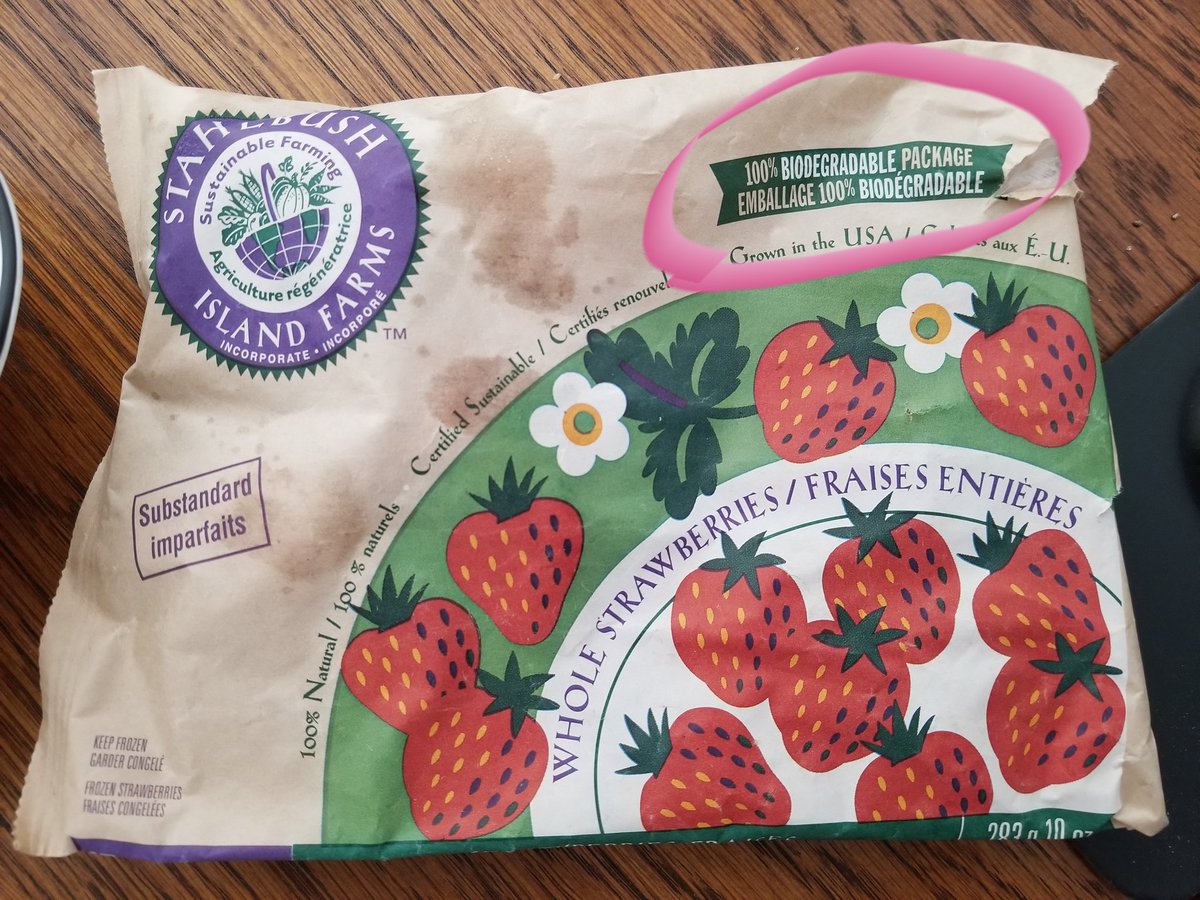 STAHLBUSH
Sustainable Farming
Agriculture régénératrice
ISLAND FARMS
INCORPORATE • INCORPORÉ
TM
100% BIODEGRADABLE PACKAGE
EMBALLAGE 100% BIODÉGRADABLE
Grown in the USA / aux É.-U.
100% Natural / 100 % naturels
Certified Sustainable / Certifiés
Substandard
imparfaits
WHOLE STRAWBERRIES / FRAISES ENTIÈRES
KEEP FROZEN
GARDER CONGELÉ
FROZEN STRAWBERRIES
FRAISES CONGELÉES
283 g 10 oz